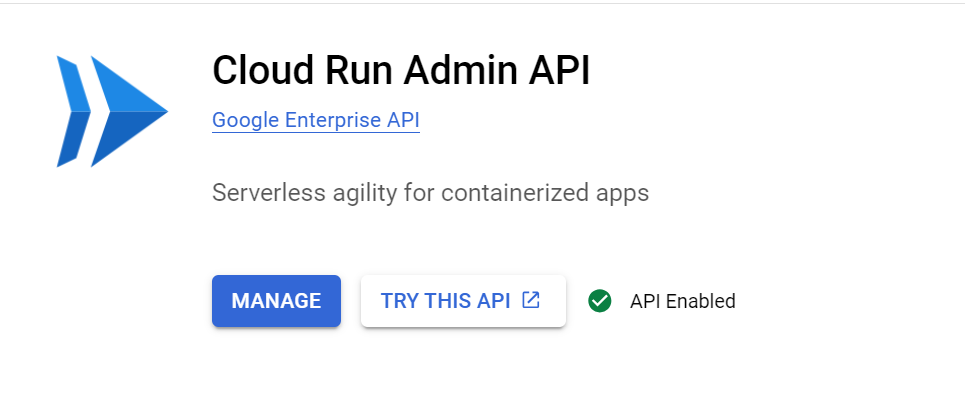 Cloud Run Admin API
Google Enterprise API
Serverless agility for containerized apps
MANAGE TRY THIS API API Enabled